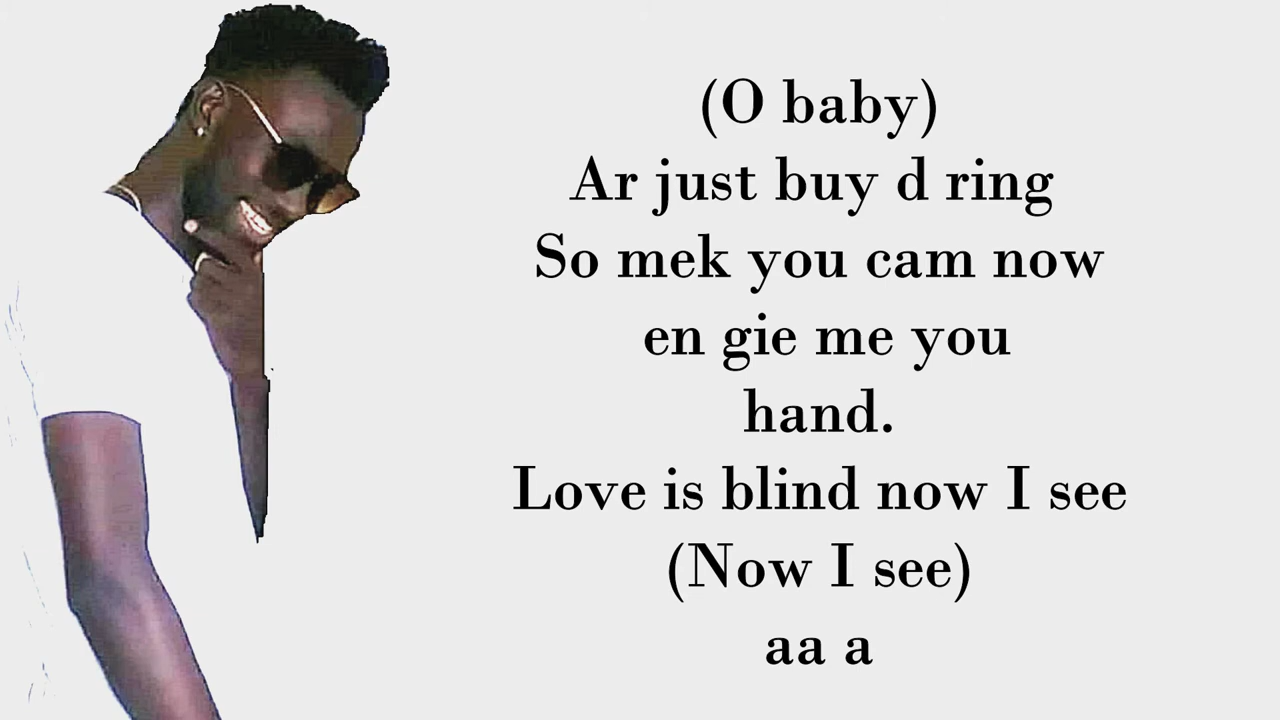 (O baby)
Ar just buy d ring
So mek you cam now
en gie me you
hand.
Love is blind now I see
(Now I see)
aa a